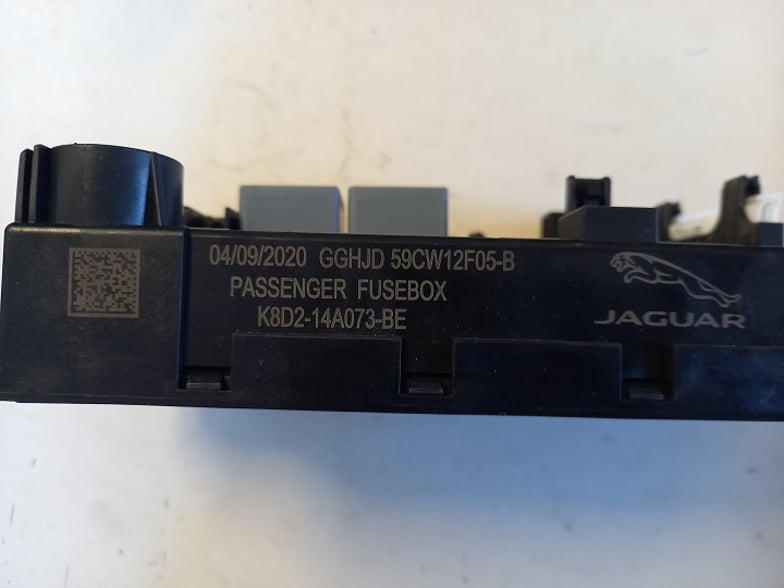 04/09/2020 GGHJD 59CW12F05-B
PASSENGER FUSEBOX
K8D2-14A073-BE
JAGUAR